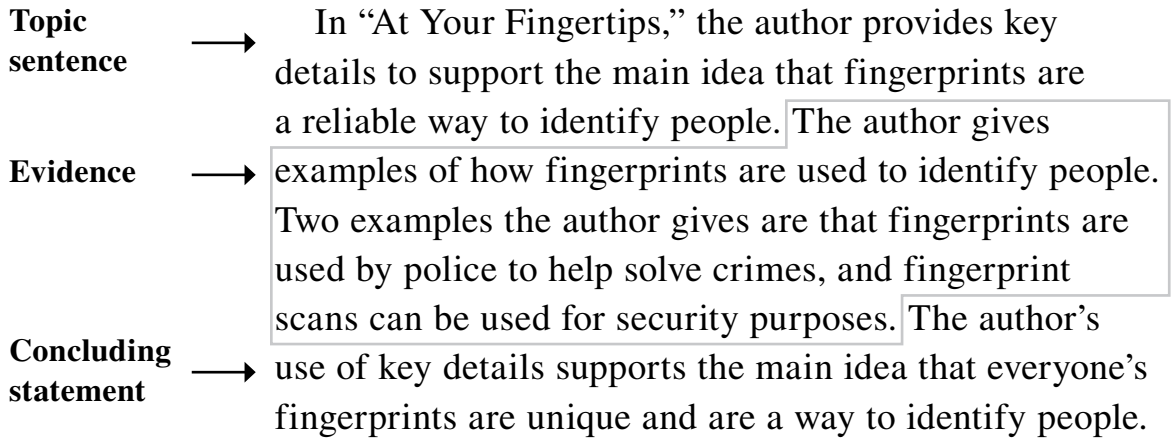 Topic
sentence
In “At Your Fingertips,” the author provides key
details to support the main idea that fingerprints are
a reliable way to identify people. The author gives
Evidence
examples of how fingerprints are used to identify people.
Two examples the author gives are that fingerprints are
used by police to help solve crimes, and fingerprint
scans can be used for security purposes. The author’s
Concluding
statement
use of key details supports the main idea that everyone’s
fingerprints are unique and are a way to identify people.